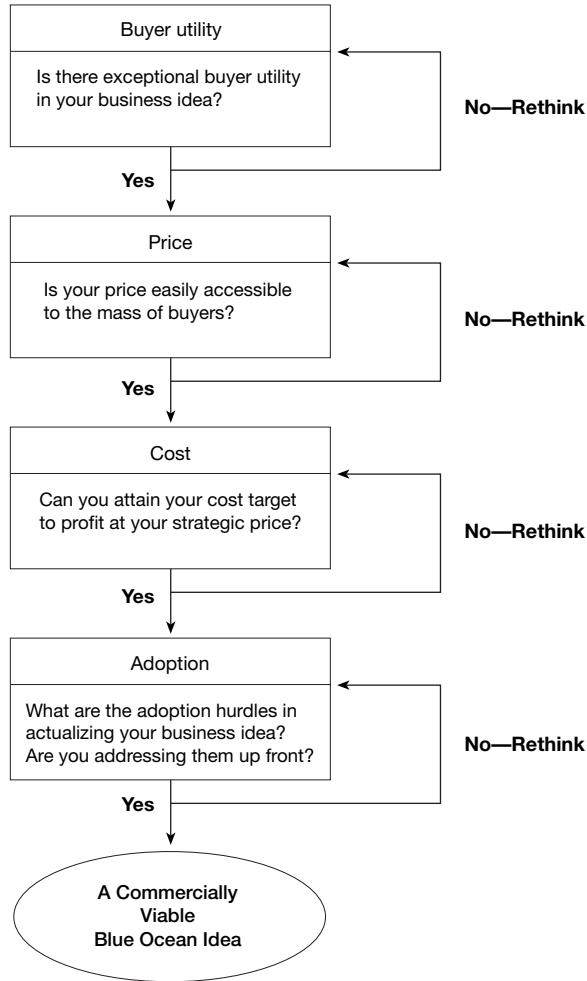 Buyer utility
Is there exceptional buyer utility
in your business idea?
No—Rethink
Yes
Price
Is your price easily accessible
to the mass of buyers?
No—Rethink
Yes
Cost
Can you attain your cost target
to profit at your strategic price?
No—Rethink
Yes
Adoption
What are the adoption hurdles in
actualizing your business idea?
Are you addressing them up front?
No—Rethink
Yes
A Commercially
Viable
Blue Ocean Idea